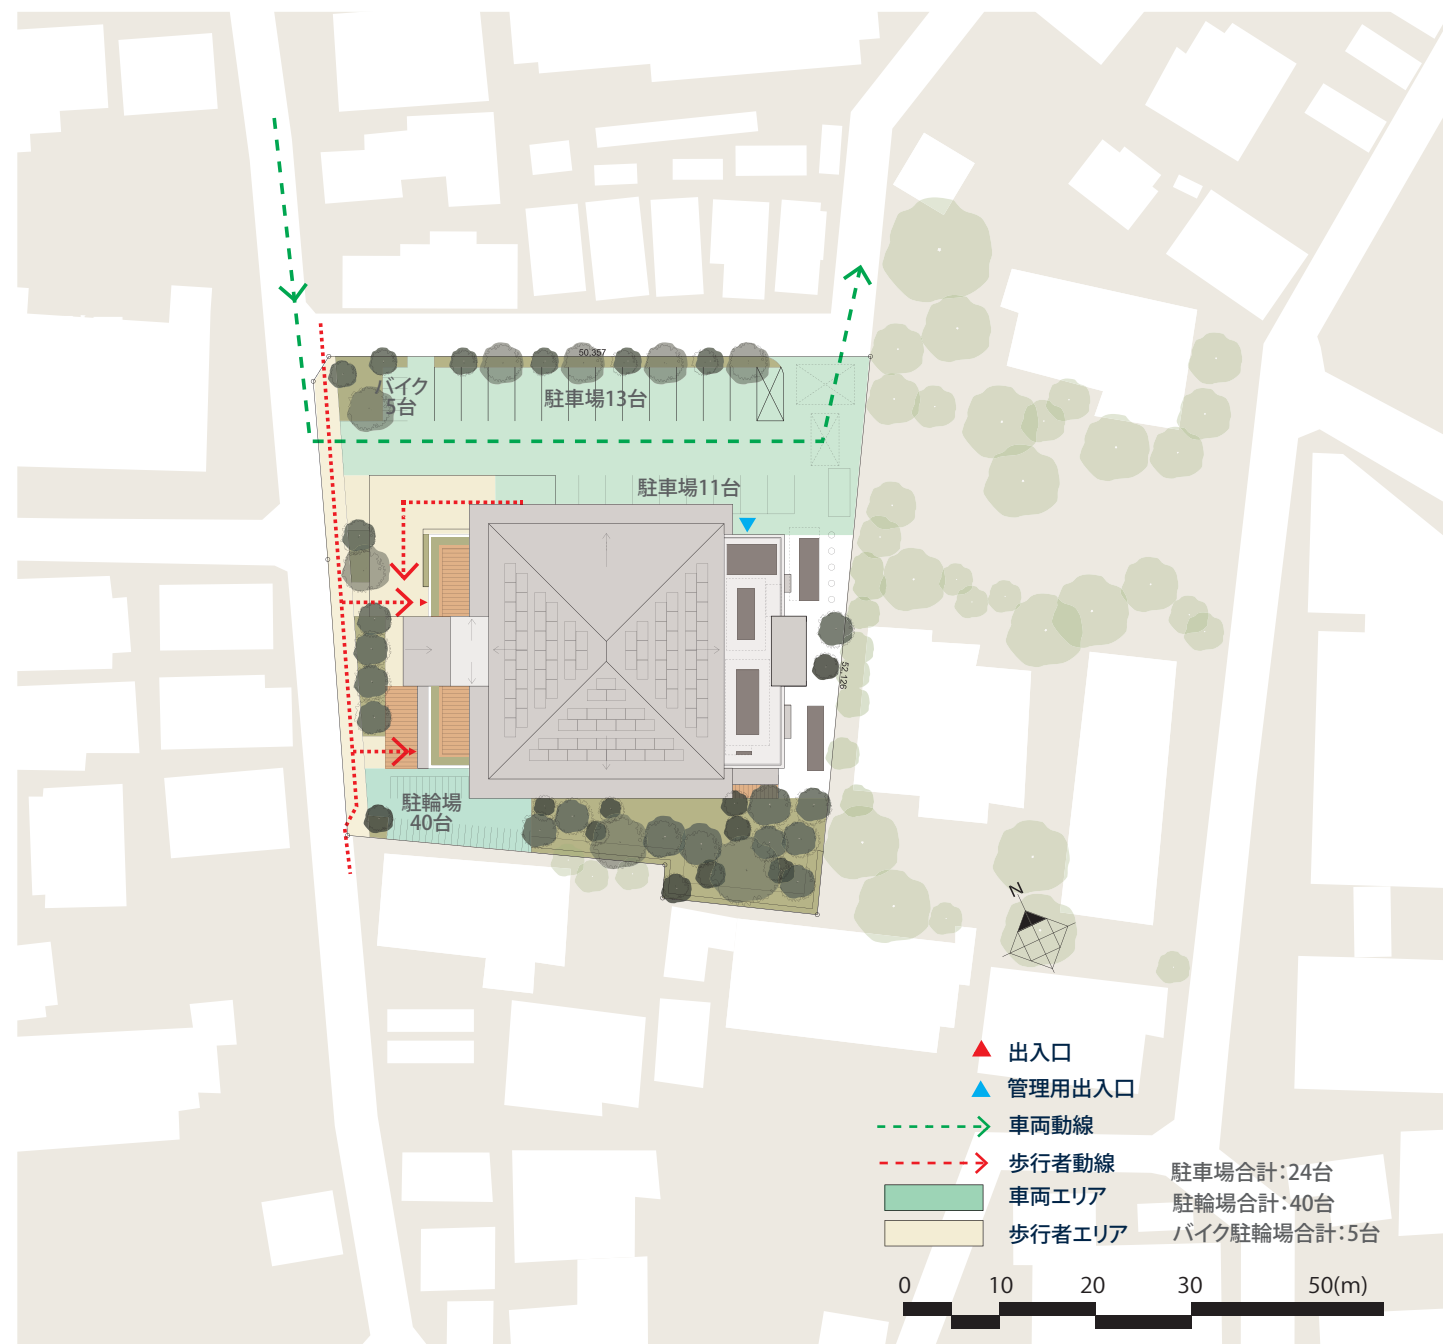 50,357
バイク
5台
駐車場13台
駐車場11台
52,126
駐輪場
40台
N
出入口
管理用出入口
車両動線
歩行者動線
車両エリア
歩行者エリア
駐車場合計:24台
駐輪場合計:40台
バイク駐輪場合計:5台
0 10 20 30 50(m)